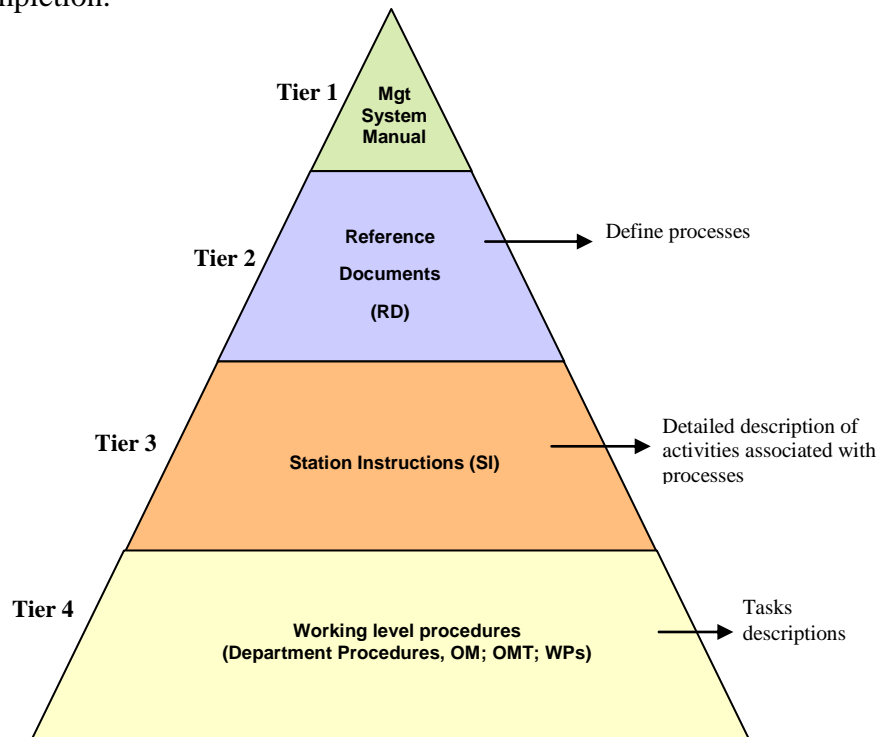 Tier 1
Mgt
System
Manual
Tier 2
Reference
Documents
(RD)
Define processes
Tier 3
Station Instructions (SI)
Detailed description of
activities associated with
processes
Tier 4
Working level procedures
(Department Procedures, OM; OMT; WPs)
Tasks
descriptions